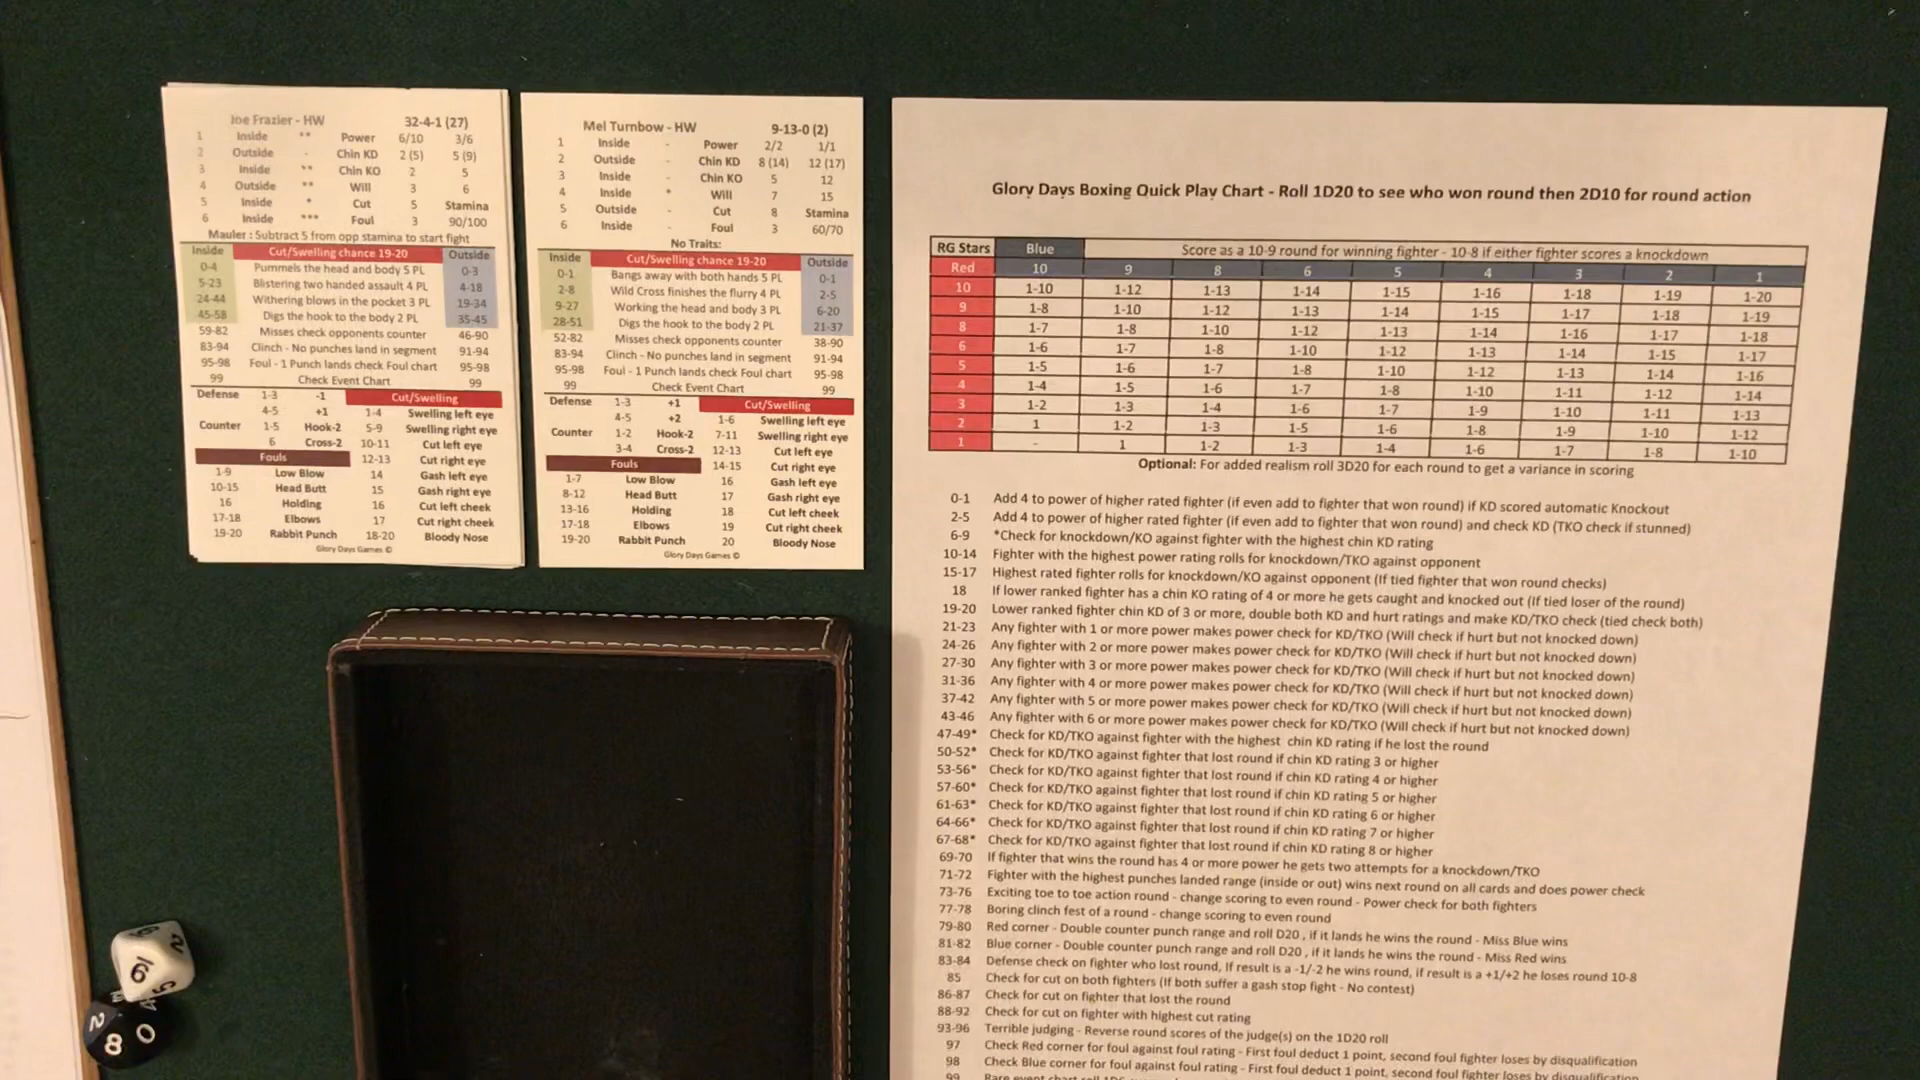 Joe Frazier - HW 32-4-1 (27)
1 Inside ** Power 6/10 3/6
2 Outside - Chin KD 2 (5) 5 (9)
3 Inside ** Chin KO 2 5
4 Outside ** Will 3 6
5 Inside * Cut 5 Stamina
6 Inside *** Foul 3 90/100
Mauler : Subtract 5 from opp stamina to start fight
Inside Cut/Swelling chance 19-20 Outside
0-4 Pummels the head and body 5 PL 0-3
5-23 Blistering two handed assault 4 PL 4-18
24-44 Withering blows in the pocket 3 PL 19-34
45-58 Digs the hook to the body 2 PL 35-45
59-82 Misses check opponents counter 46-90
83-94 Clinch - No punches land in segment 91-94
95-98 Foul - 1 Punch lands check Foul chart 95-98
99 Check Event Chart 99
Defense 1-3 -1 Cut/Swelling
4-5 +1 1-4 Swelling left eye
Counter 1-5 Hook-2 5-9 Swelling right eye
6 Cross-2 10-11 Cut left eye
Fouls 12-13 Cut right eye
1-9 Low Blow 14 Gash left eye
10-15 Head Butt 15 Gash right eye
16 Holding 16 Cut left cheek
17-18 Elbows 17 Cut right cheek
19-20 Rabbit Punch 18-20 Bloody Nose
Glory Days Games ©
Mel Turnbow - HW 9-13-0 (2)
1 Inside - Power 2/2 1/1
2 Outside - Chin KD 8 (14) 12 (17)
3 Inside - Chin KO 5 12
4 Inside * Will 7 15
5 Outside - Cut 8 Stamina
6 Inside - Foul 3 60/70
No Traits:
Inside Cut/Swelling chance 19-20 Outside
0-1 Bangs away with both hands 5 PL 0-1
2-8 Wild Cross finishes the flurry 4 PL 2-5
9-27 Working the head and body 3 PL 6-20
28-51 Digs the hook to the body 2 PL 21-37
52-82 Misses check opponents counter 38-90
83-94 Clinch - No punches land in segment 91-94
95-98 Foul - 1 Punch lands check Foul chart 95-98
99 Check Event Chart 99
Defense 1-3 +1 Cut/Swelling
4-5 +2 1-6 Swelling left eye
Counter 1-2 Hook-2 7-11 Swelling right eye
3-4 Cross-2 12-13 Cut left eye
Fouls 14-15 Cut right eye
1-7 Low Blow 16 Gash left eye
8-12 Head Butt 17 Gash right eye
13-16 Holding 18 Cut left cheek
17-18 Elbows 19 Cut right cheek
19-20 Rabbit Punch 20 Bloody Nose
Glory Days Games ©
Glory Days Boxing Quick Play Chart - Roll 1D20 to see who won round then 2D10 for round action
RG Stars Blue Score as a 10-9 round for winning fighter - 10-8 if either fighter scores a knockdown
Red 10 9 8 6 5 4 3 2 1
10 1-10 1-12 1-13 1-14 1-15 1-16 1-18 1-19 1-20
9 1-8 1-10 1-12 1-13 1-14 1-15 1-17 1-18 1-19
8 1-7 1-8 1-10 1-12 1-13 1-14 1-16 1-17 1-18
6 1-6 1-7 1-8 1-10 1-12 1-13 1-14 1-15 1-17
5 1-5 1-6 1-7 1-8 1-10 1-12 1-13 1-14 1-16
4 1-4 1-5 1-6 1-7 1-8 1-10 1-11 1-12 1-14
3 1-2 1-3 1-4 1-6 1-7 1-9 1-10 1-11 1-13
2 1 1-2 1-3 1-5 1-6 1-8 1-9 1-10 1-12
1 - 1 1-2 1-3 1-4 1-6 1-7 1-8 1-10
Optional: For added realism roll 3D20 for each round to get a variance in scoring
0-1 Add 4 to power of higher rated fighter (if even add to fighter that won round) if KD scored automatic Knockout
2-5 Add 4 to power of higher rated fighter (if even add to fighter that won round) and check KD (TKO check if stunned)
6-9 *Check for knockdown/KO against fighter with the highest chin KD rating
10-14 Fighter with the highest power rating rolls for knockdown/TKO against opponent
15-17 Highest rated fighter rolls for knockdown/KO against opponent (If tied fighter that won round checks)
18 If lower ranked fighter has a chin KO rating of 4 or more he gets caught and knocked out (If tied loser of the round)
19-20 Lower ranked fighter chin KD of 3 or more, double both KD and hurt ratings and make KD/TKO check (tied check both)
21-23 Any fighter with 1 or more power makes power check for KD/TKO (Will check if hurt but not knocked down)
24-26 Any fighter with 2 or more power makes power check for KD/TKO (Will check if hurt but not knocked down)
27-30 Any fighter with 3 or more power makes power check for KD/TKO (Will check if hurt but not knocked down)
31-36 Any fighter with 4 or more power makes power check for KD/TKO (Will check if hurt but not knocked down)
37-42 Any fighter with 5 or more power makes power check for KD/TKO (Will check if hurt but not knocked down)
43-46 Any fighter with 6 or more power makes power check for KD/TKO (Will check if hurt but not knocked down)
47-49* Check for KD/TKO against fighter with the highest chin KD rating if he lost the round
50-52* Check for KD/TKO against fighter that lost round if chin KD rating 3 or higher
53-56* Check for KD/TKO against fighter that lost round if chin KD rating 4 or higher
57-60* Check for KD/TKO against fighter that lost round if chin KD rating 5 or higher
61-63* Check for KD/TKO against fighter that lost round if chin KD rating 6 or higher
64-66* Check for KD/TKO against fighter that lost round if chin KD rating 7 or higher
67-68* Check for KD/TKO against fighter that lost round if chin KD rating 8 or higher
69-70 If fighter that wins the round has 4 or more power he gets two attempts for a knockdown/TKO
71-72 Fighter with the highest punches landed range (inside or out) wins next round on all cards and does power check
73-76 Exciting toe to toe action round - change scoring to even round - Power check for both fighters
77-78 Boring clinch fest of a round - change scoring to even round
79-80 Red corner - Double counter punch range and roll D20 , if it lands he wins the round - Miss Blue wins
81-82 Blue corner - Double counter punch range and roll D20 , if it lands he wins the round - Miss Red wins
83-84 Defense check on fighter who lost round, If result is a -1/-2 he wins round, if result is a +1/+2 he loses round 10-8
85 Check for cut on both fighters (If both suffer a gash stop fight - No contest)
86-87 Check for cut on fighter that lost the round
88-92 Check for cut on fighter with highest cut rating
93-96 Terrible judging - Reverse round scores of the judge(s) on the 1D20 roll
97 Check Red corner for foul against foul rating - First foul deduct 1 point, second foul fighter loses by disqualification
98 Check Blue corner for foul against foul rating - First foul deduct 1 point, second foul fighter loses by disqualification
99 Rare event chart roll
2
8 0